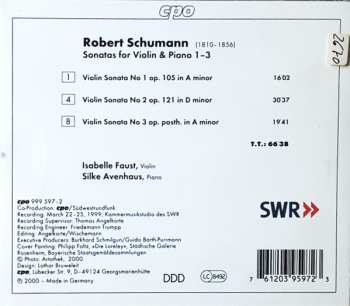 cpo
Robert Schumann (1810-1856)
Sonatas for Violin & Piano 1-3
1 Violin Sonata No 1 op. 105 in A minor 16 02
4 Violin Sonata No 2 op. 121 in D minor 30 37
8 Violin Sonata No 3 op. posth. in A minor 19 41
T.T.: 66 38
Isabelle Faust, Violin
Silke Avenhaus, Piano
cpo 999 597-2
Co-Production: cpo/Südwestrundfunk
Recording: March 22-25, 1999, Kammermusikstudio des SWR
Recording Supervisor: Thomas Angelkorte
Recording Engineer: Friedemann Trumpp
Editing: Angelkorte/Wischemann
Executive Producers: Burkhard Schmilgun/Guido Barth-Purmann
Cover Painting: Philipp Foltz, »Die Loreley«, Städtische Galerie
Rosenheim, Bayerische Staatsgemäldesammlungen
© Photo: Artothek, 2000
Design: Lothar Bruweleit
cpo, Lübecker Str. 9, D-49124 Georgsmarienhütte
℗ 2000 - Made in Germany
SWR
DDD
LC 8492
7 61203 95972 3
2670